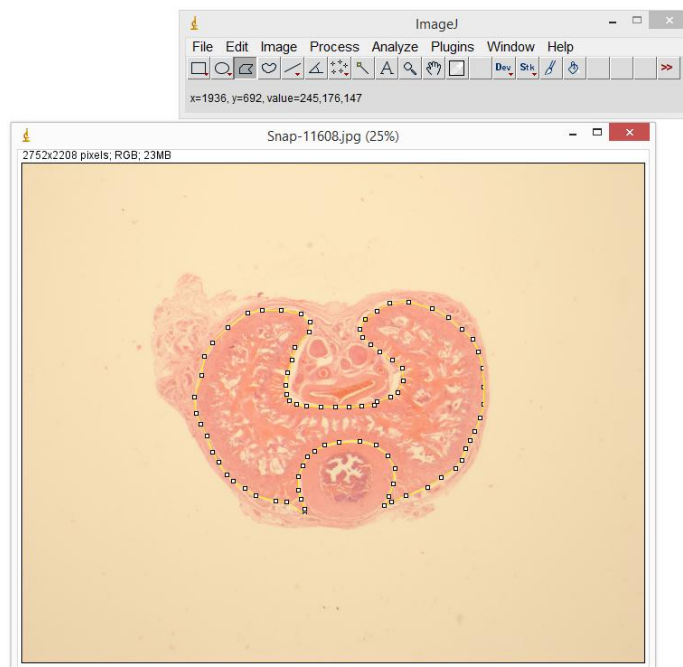 ImageJ
File Edit Image Process Analyze Plugins Window Help
A Dev Stk >>
x=1936, y=692, value=245,176,147
Snap-11608.jpg (25%)
2752x2208 pixels; RGB; 23MB